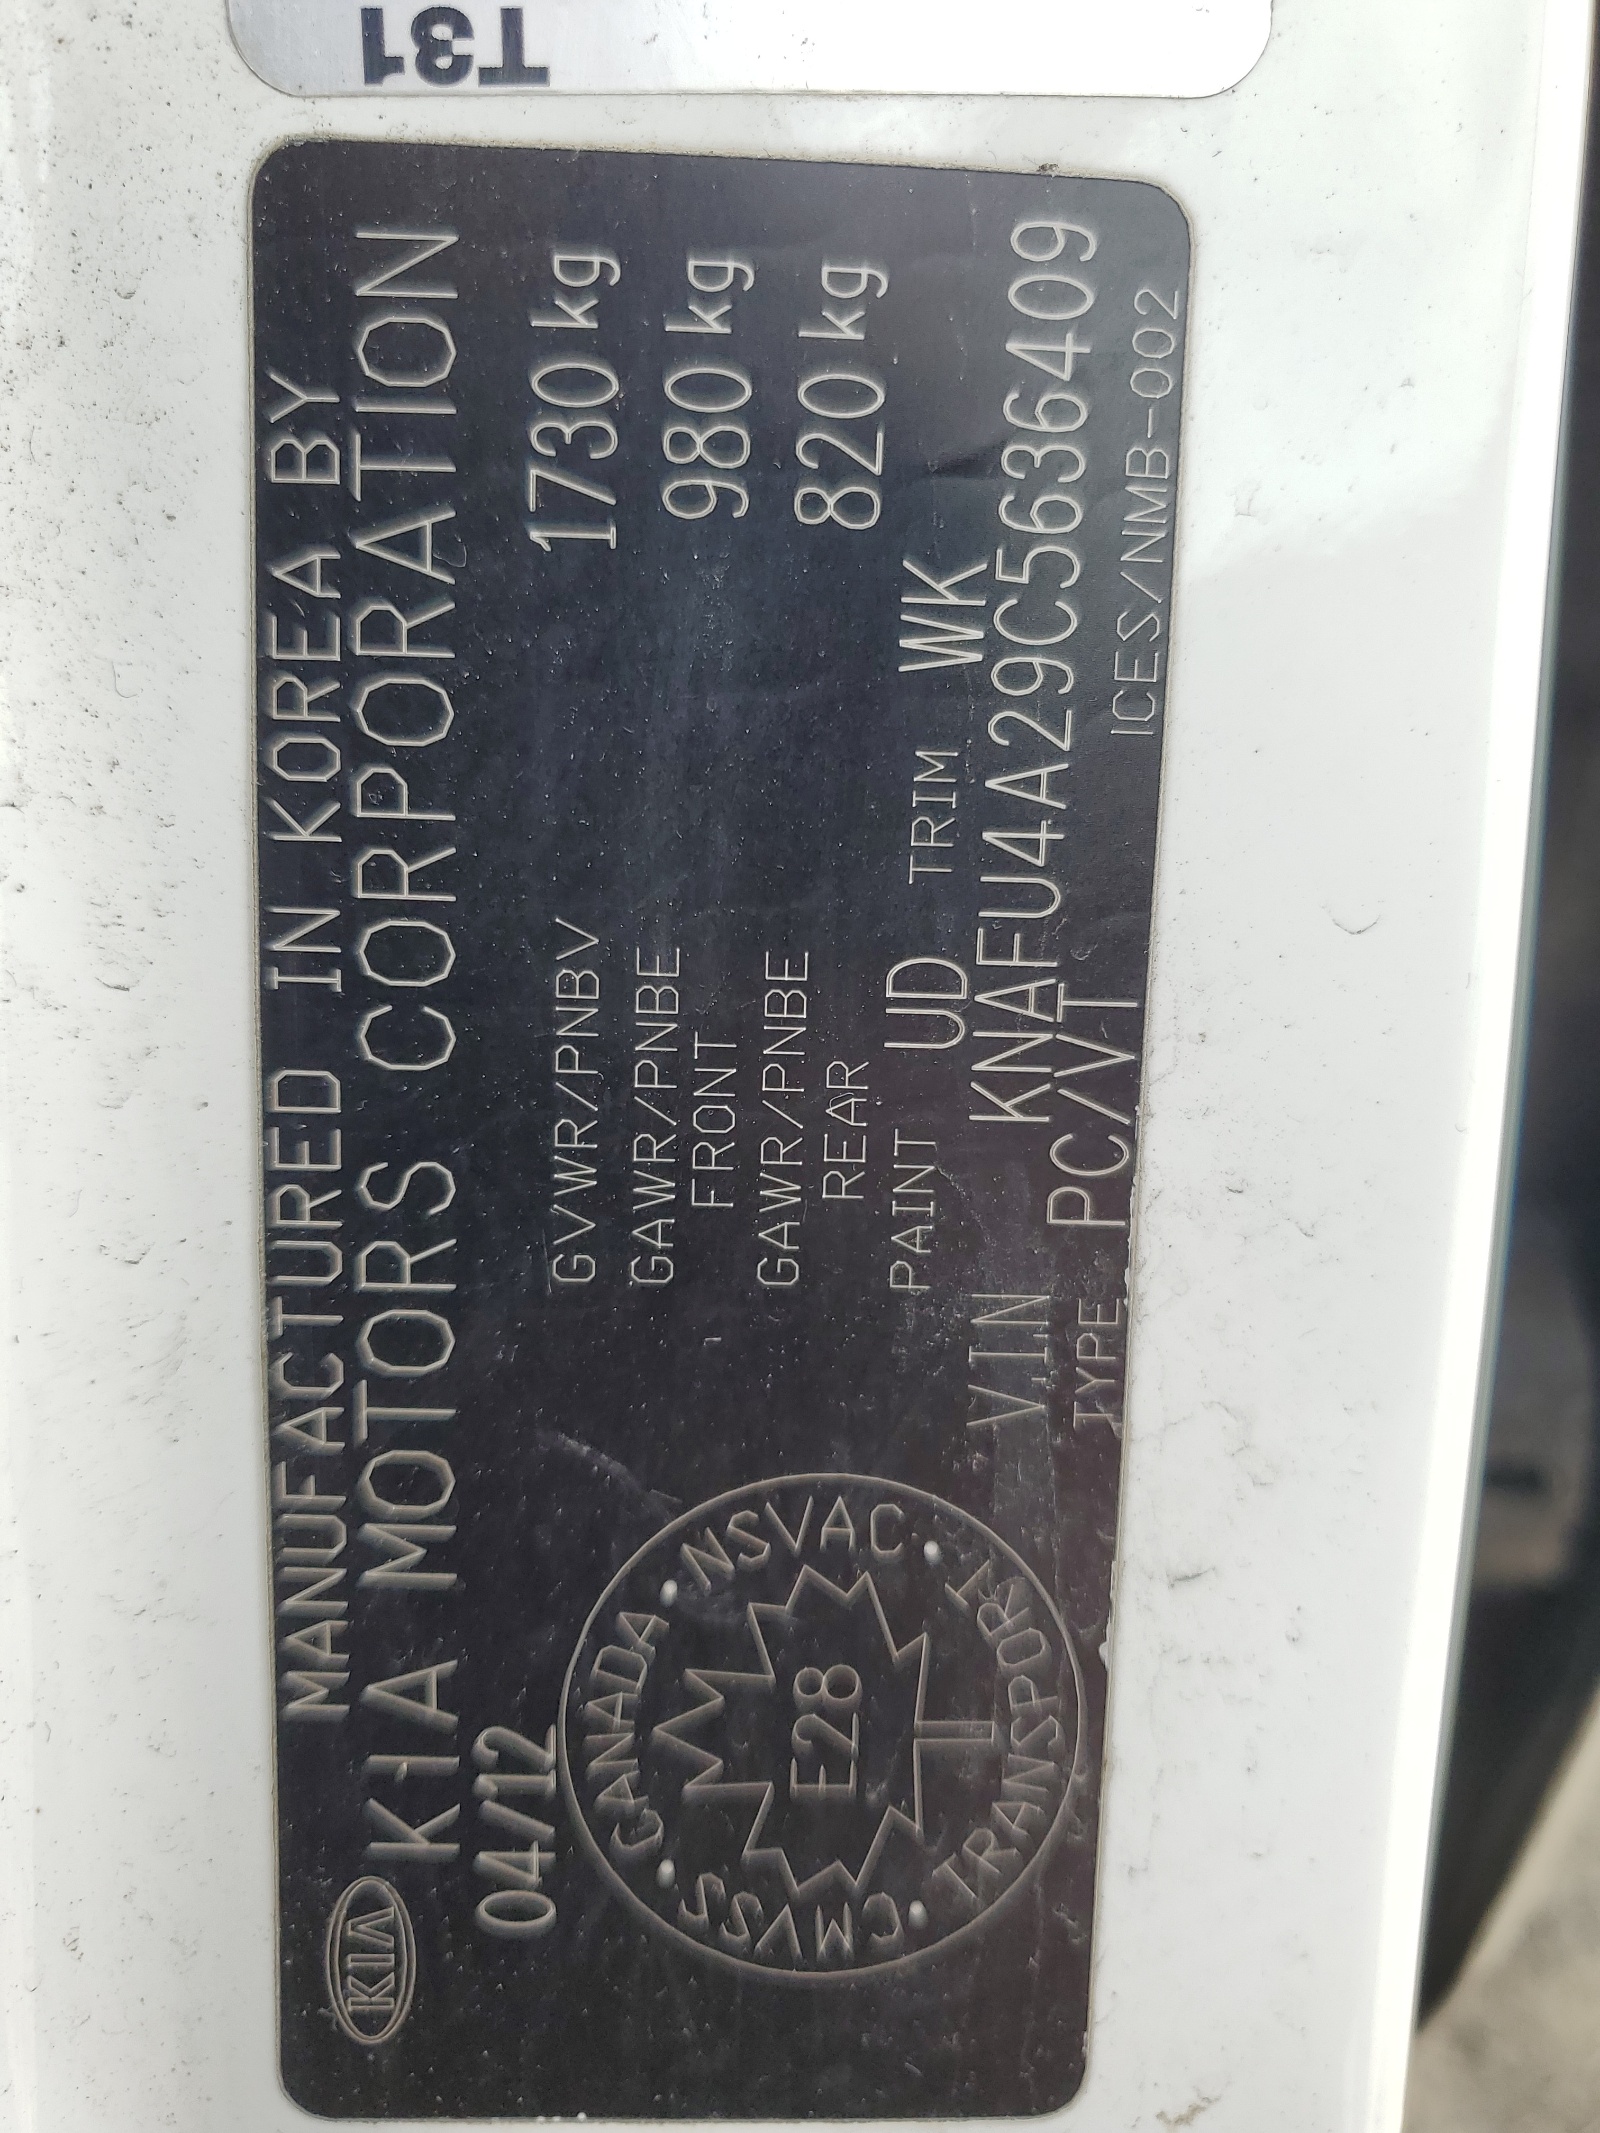 T31
KIA
MANUFACTURED IN KOREA BY
KIA MOTORS CORPORATION
04/12
GVWR/PNBV 1730 kg
GAWR/PNBE 980 kg
FRONT
GAWR/PNBE 820 kg
REAR
PAINT UD TRIM WK
VIN KNAFU4A29C5636409
TYPE PC/VT ICES/NMB-002
CANADA · NSVAC · TRANSPORT · CMVSS ·
E28